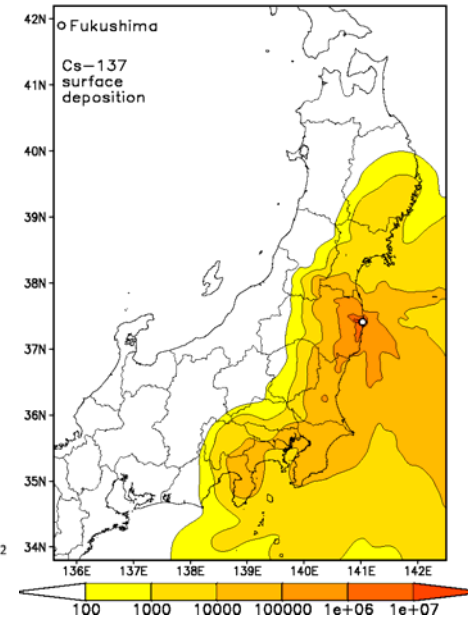 42N
Fukushima
Cs-137
surface
deposition
41N
40N
39N
38N
37N
36N
35N
34N
2
136E 137E 138E 139E 140E 141E 142E
100 1000 10000 100000 1e+06 1e+07